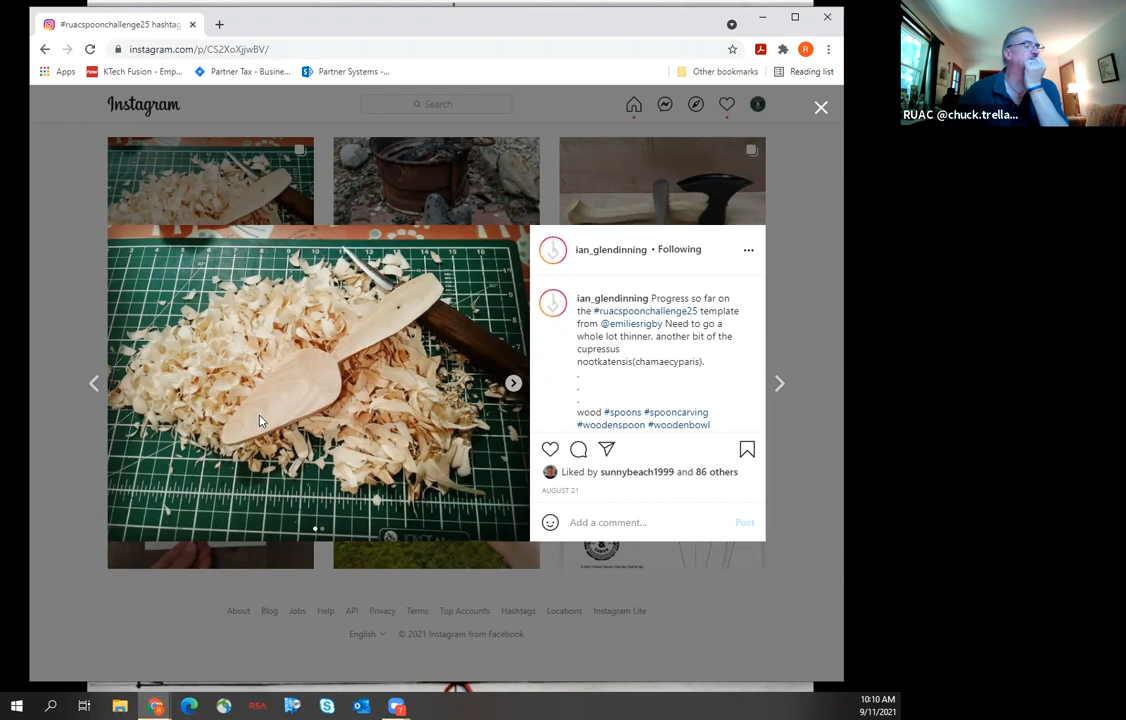 #ruacspoonchallenge25 hashtag
instagram.com/p/CS2XoXjjwBV/
Apps
KTech Fusion - Emp...
Partner Tax - Busine...
Partner Systems -...
Other bookmarks
Reading list
RUAC @chuck.trella...
Instagram
Search
ian_glendinning • Following
ian_glendinning Progress so far on
the #ruacspoonchallenge25 template
from @emiliesrigby Need to go a
whole lot thinner, another bit of the
cupressus
nootkatensis(chamaecyparis).
.
.
.
wood #spoons #spooncarving
#woodenspoon #woodenbowl
Liked by sunnybeach1999 and 86 others
AUGUST 21
Add a comment...
Post
About
Blog
Jobs
Help
API
Privacy
Terms
Top Accounts
Hashtags
Locations
Instagram Lite
English
© 2021 Instagram from Facebook
RSA
10:10 AM
9/11/2021